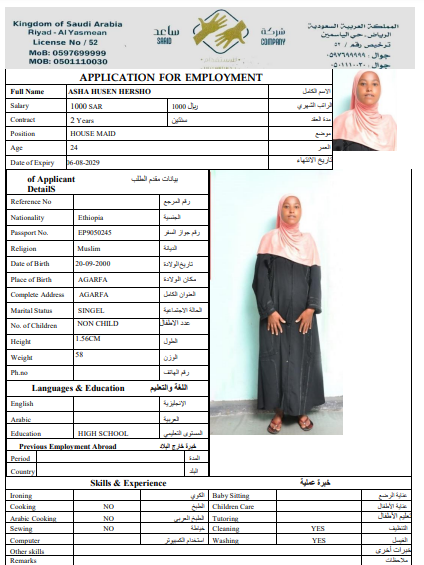 Kingdom of Saudi Arabia
Riyad - Al Yasmean
License No / 52
MoB: 0597699999
MOB: 0501110030
ساعد
SAAID
شركة
COMPANY
المملكة العربية السعودية
الرياض، حي الياسمين
ترخيص رقم / ٥٢
جوال: ٠٥٩٧٦٩٩٩٩٩
جوال: ٠٥٠١١١٠٠٣٠
APPLICATION FOR EMPLOYMENT
Full Name ASHA HUSEN HERSHO الاسم الكامل
Salary 1000 SAR 1000 ريال الراتب الشهري
Contract 2 Years سنتين مدة العقد
Position HOUSE MAID موضع
Age 24 العمر
Date of Expiry 06-08-2029 تاريخ الانتهاء
of Applicant بيانات مقدم الطلب
DetailS
Reference No رقم المرجع
Nationality Ethiopia الجنسية
Passport No. EP9050245 رقم جواز السفر
Religion Muslim الديانة
Date of Birth 20-09-2000 تاريخ الولادة
Place of Birth AGARFA مكان الولادة
Complete Address AGARFA العنوان الكامل
Marital Status SINGEL الحالة الاجتماعية
No. of Children NON CHILD عدد الاطفال
Height 1.56CM الطول
Weight 58 الوزن
Ph.no رقم الهاتف
Languages & Education اللغة والتعليم
English الإنجليزية
Arabic العربية
Education HIGH SCHOOL المستوى التعليمي
Previous Employment Abroad خبرة خارج البلاد
Period المدة
Country البلد
Skills & Experience خبرة عملية
Ironing الكوي Baby Sitting عناية الرضع
Cooking NO الطبخ Children Care عناية الأطفال
Arabic Cooking NO الطبخ العربي Tutoring تعليم الأطفال
Sewing NO خياطة Cleaning YES التنظيف
Computer استخدام الكمبيوتر Washing YES الغسيل
Other skills خبرات أخرى
Remarks ملاحظات